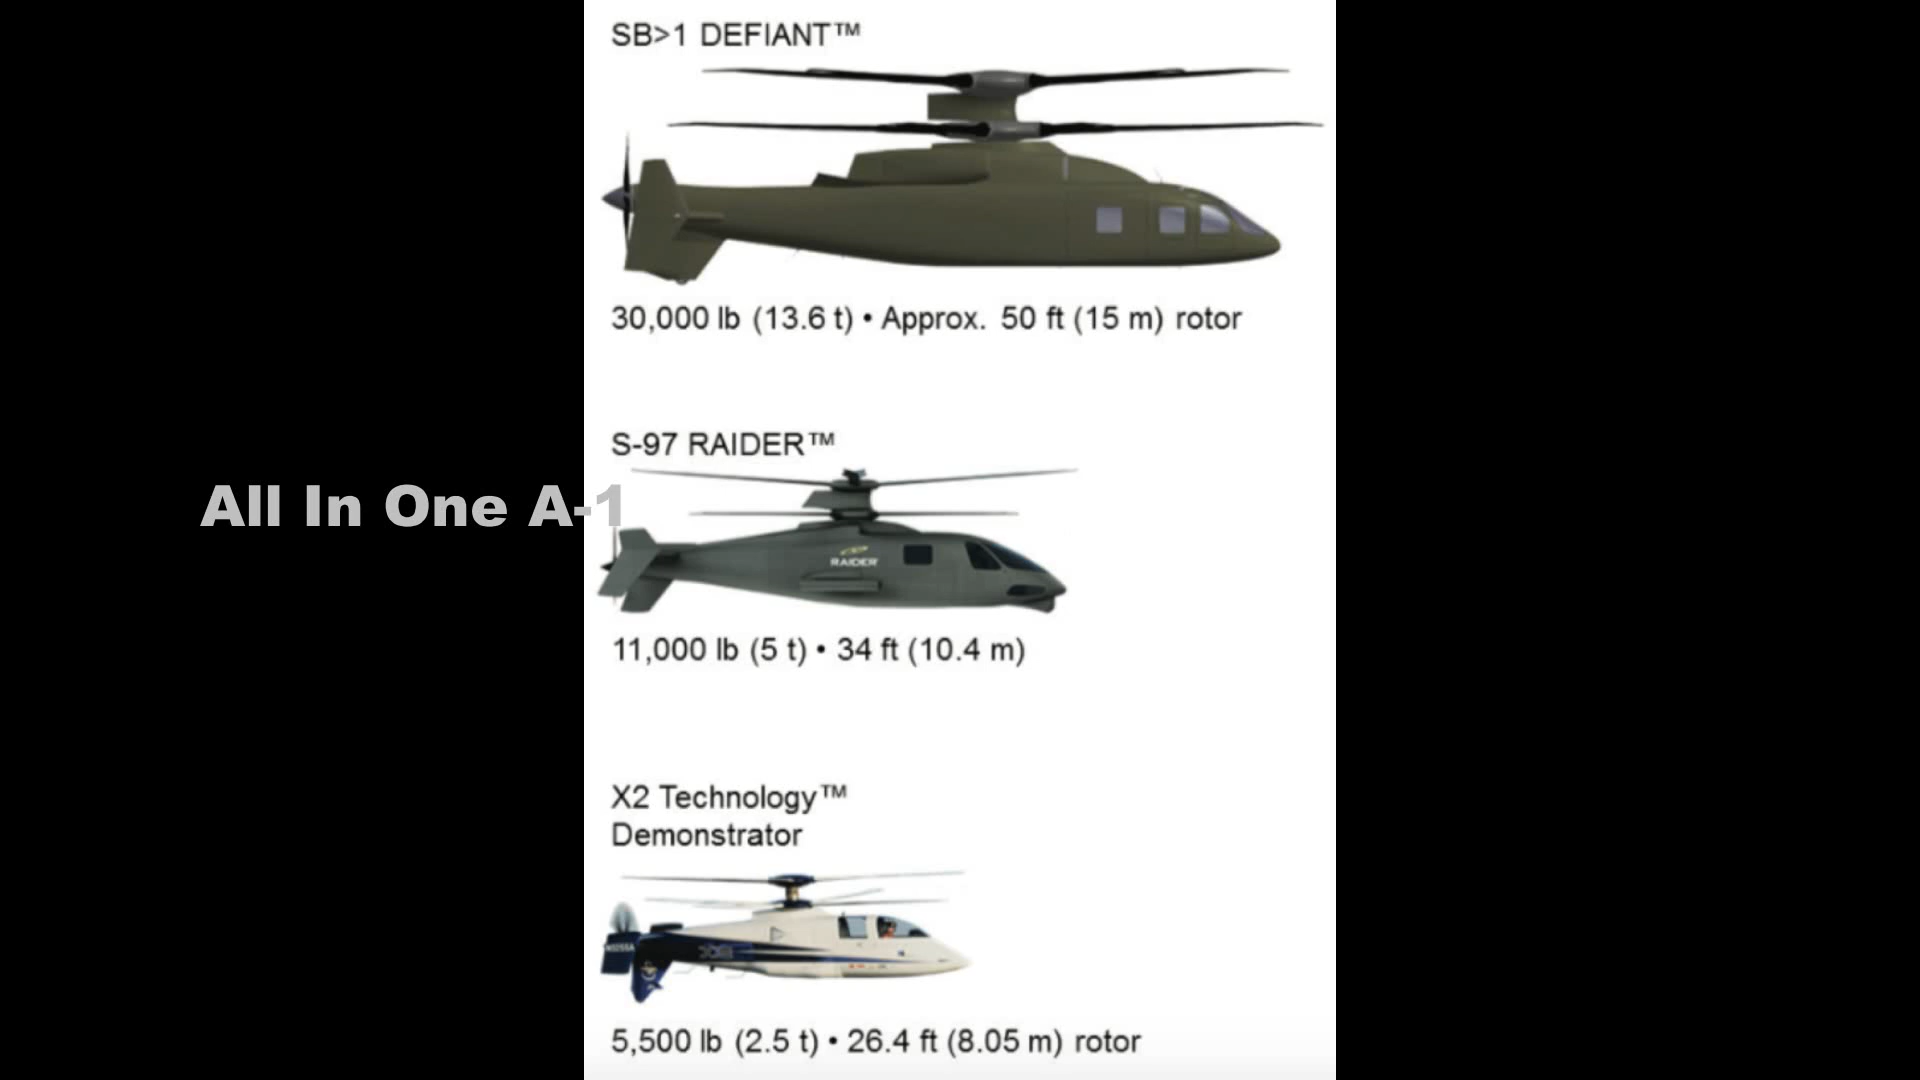 SB>1 DEFIANT™
30,000 lb (13.6 t) • Approx. 50 ft (15 m) rotor
S-97 RAIDER™
All In One A-1
RAIDER
11,000 lb (5 t) • 34 ft (10.4 m)
X2 Technology™
Demonstrator
5,500 lb (2.5 t) • 26.4 ft (8.05 m) rotor